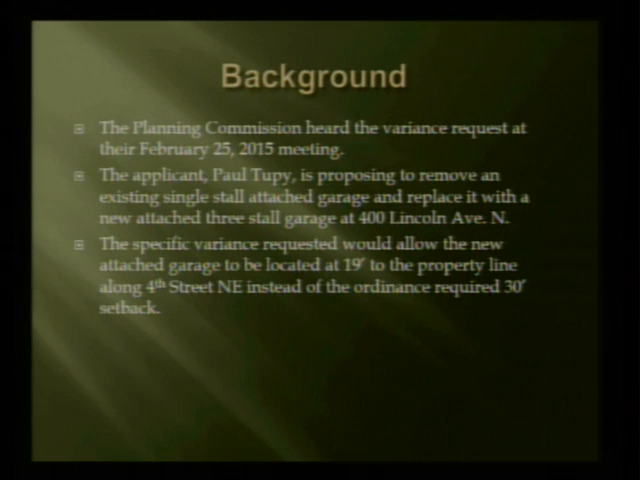 Background
The Planning Commission heard the variance request at
their February 25, 2015 meeting.
The applicant, Paul Tupy, is proposing to remove an
existing single stall attached garage and replace it with a
new attached three stall garage at 400 Lincoln Ave. N.
The specific variance requested would allow the new
attached garage to be located at 19′ to the property line
along 4th Street NE instead of the ordinance required 30′
setback.